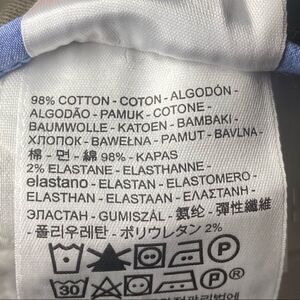 98% COTTON - COTON - ALGODÓN -
ALGODÃO - PAMUK - COTONE -
BAUMWOLLE - KATOEN - BAMBAKI -
ХЛОПОК - BAWEŁNA - PAMUT - BAVLNA -
棉 - 면 - 綿 98% - KAPAS
2% ELASTANE - ELASTHANNE -
elastano - ELASTAN - ELASTOMERO -
ELASTHAN - ELASTAAN - ΕΛΑΣΤΑΝΗ -
ЭЛАСТАН - GUMISZÁL - 氨纶 - 彈性纖維
- 폴리우레탄 - ポリウレタン 2%
P
30 P